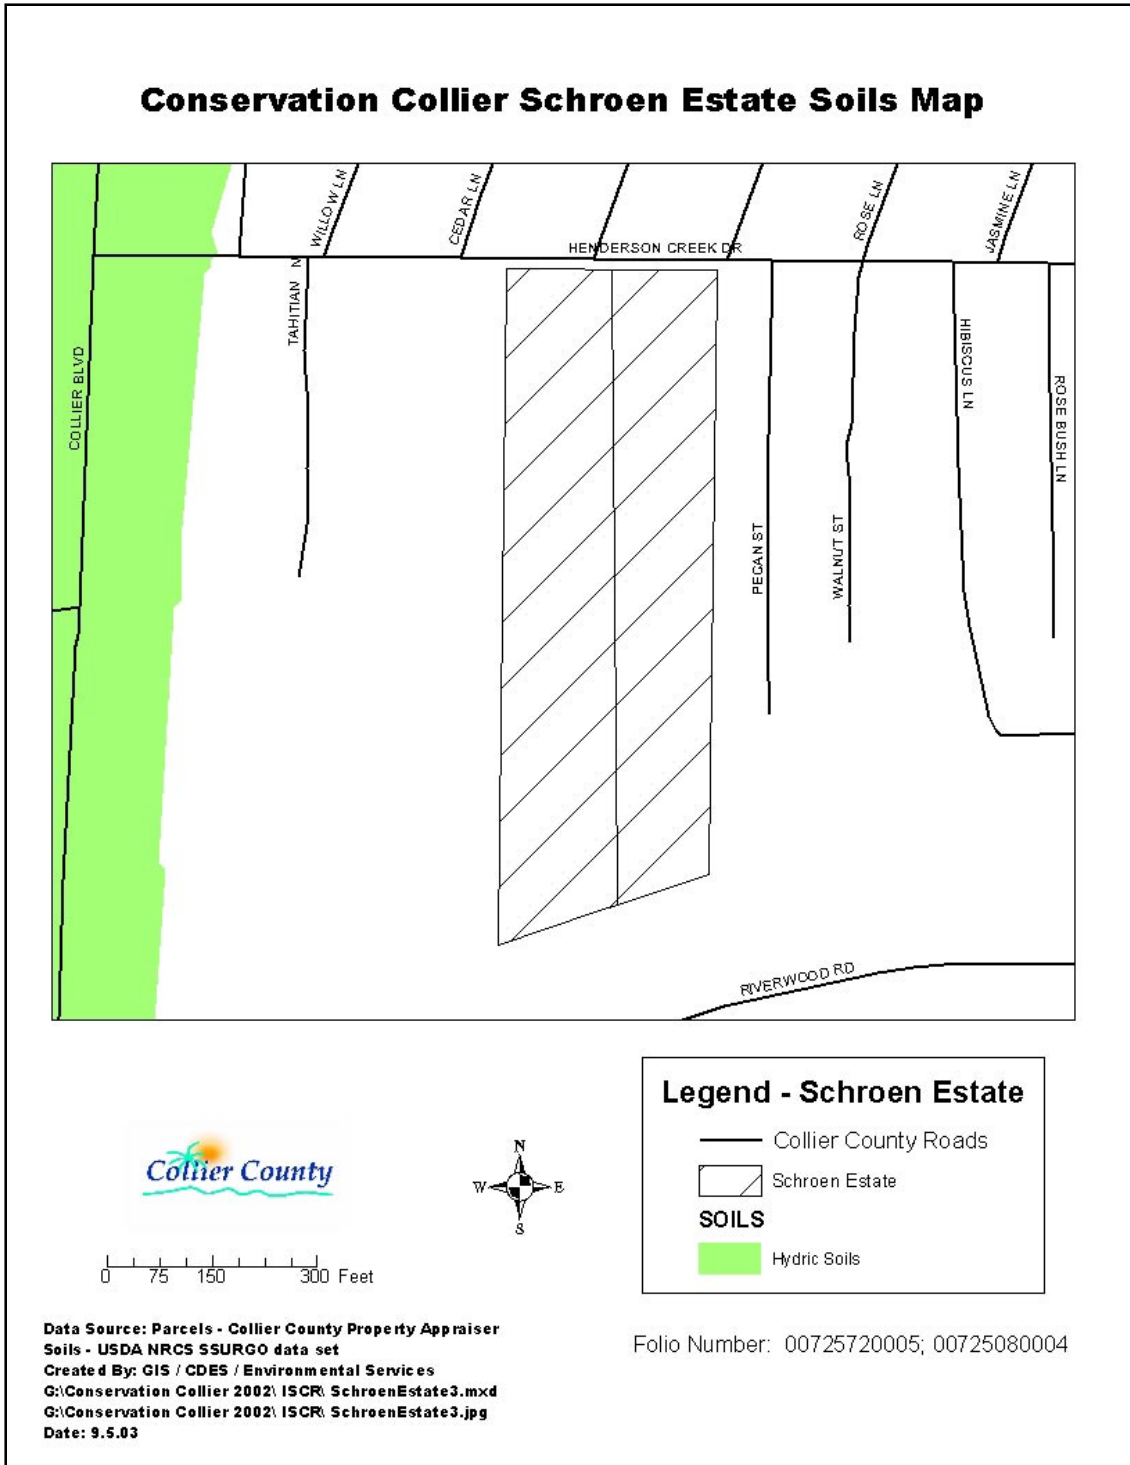 Conservation Collier Schroen Estate Soils Map
WILLOW LN
CEDAR LN
ROSE LN
JASMINE LN
HENDERSON CREEK DR
TAHITIAN N
COLLIER BLVD
HIBISCUS LN
ROSE BUSH LN
PECAN ST
WALNUT ST
RIVERWOOD RD
Legend - Schroen Estate
Collier County Roads
Schroen Estate
SOILS
Hydric Soils
Collier County
N
W E
S
0 75 150 300 Feet
Data Source: Parcels - Collier County Property Appraiser
Soils - USDA NRCS SSURGO data set
Created By: GIS / CDES / Environmental Services
G:\Conservation Collier 2002\ ISCR\ SchroenEstate3.mxd
G:\Conservation Collier 2002\ ISCR\ SchroenEstate3.jpg
Date: 9.5.03
Folio Number: 00725720005; 00725080004